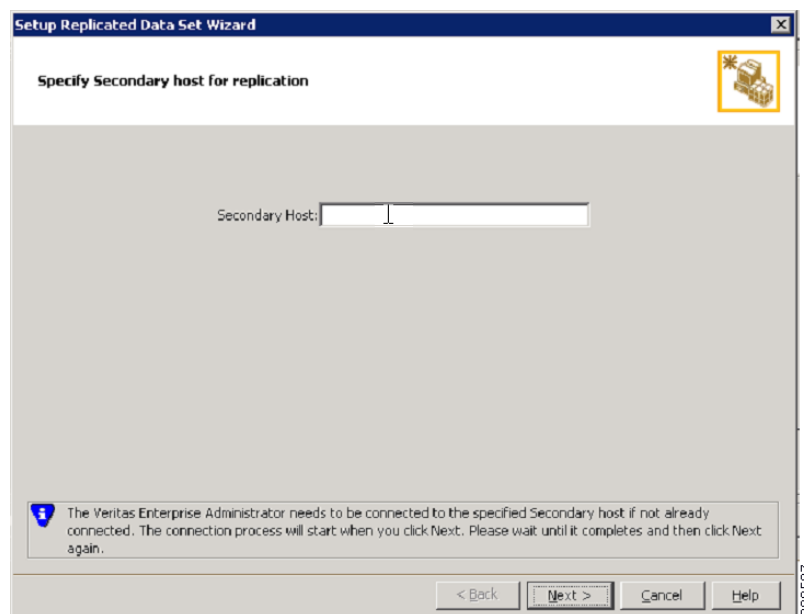 Setup Replicated Data Set Wizard
Specify Secondary host for replication
Secondary Host:
The Veritas Enterprise Administrator needs to be connected to the specified Secondary host if not already
connected. The connection process will start when you click Next. Please wait until it completes and then click Next
again.
< Back
Next >
Cancel
Help